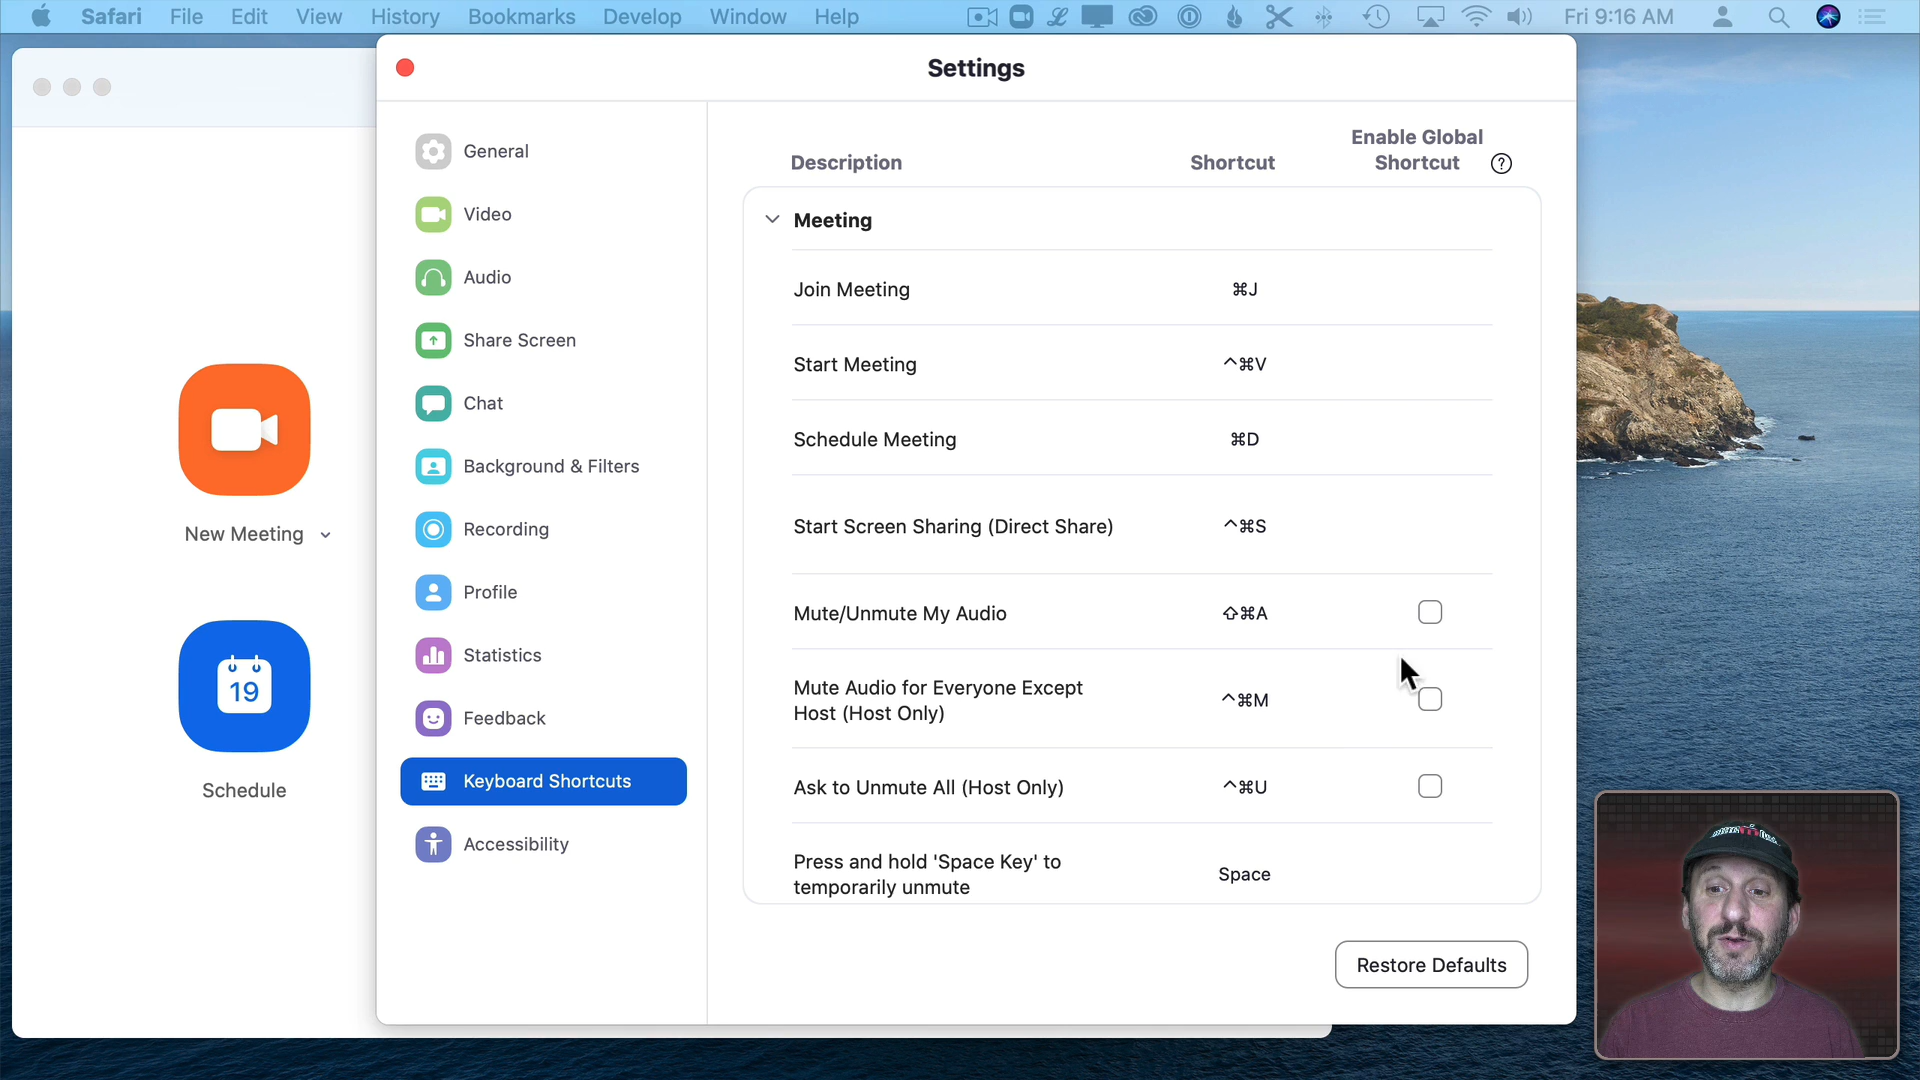 Safari File Edit View History Bookmarks Develop Window Help Fri 9:16 AM
Settings
General
Video
Audio
Share Screen
Chat
Background & Filters
Recording
Profile
Statistics
Feedback
Keyboard Shortcuts
Accessibility
New Meeting
19
Schedule
Description Shortcut Enable Global
Shortcut ?
Meeting
Join Meeting ⌘J
Start Meeting ^⌘V
Schedule Meeting ⌘D
Start Screen Sharing (Direct Share) ^⌘S
Mute/Unmute My Audio ⇧⌘A
Mute Audio for Everyone Except
Host (Host Only) ^⌘M
Ask to Unmute All (Host Only) ^⌘U
Press and hold 'Space Key' to
temporarily unmute Space
Restore Defaults